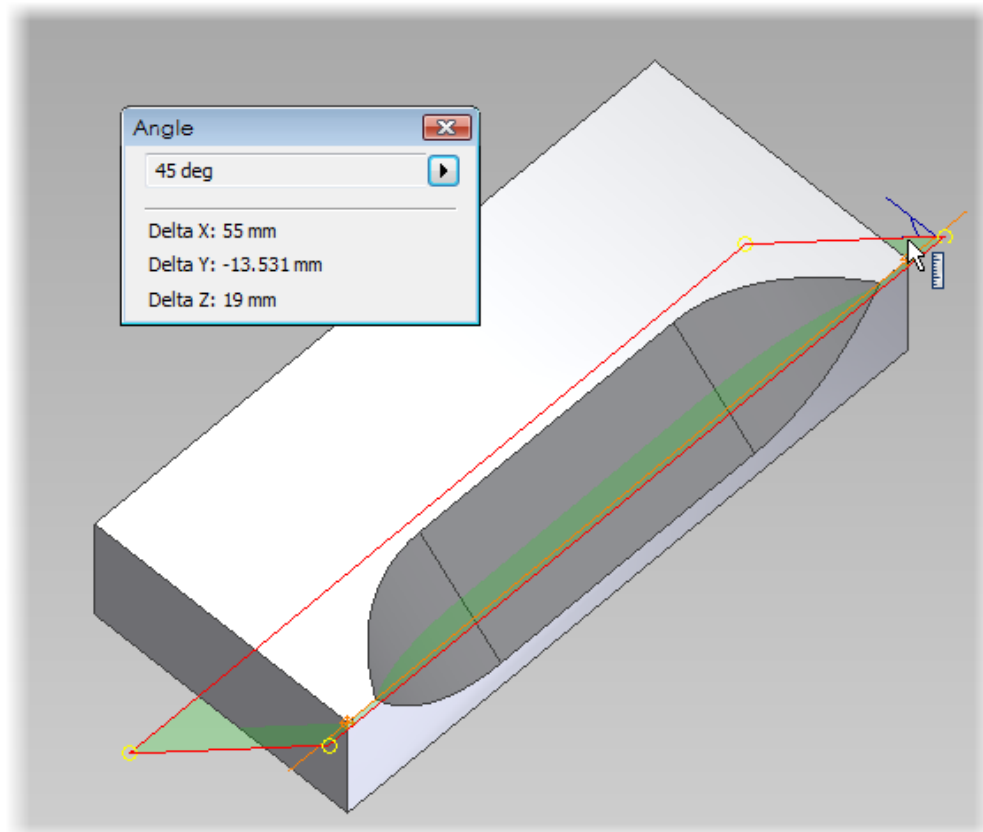 Angle
45 deg
Delta X: 55 mm
Delta Y: -13.531 mm
Delta Z: 19 mm